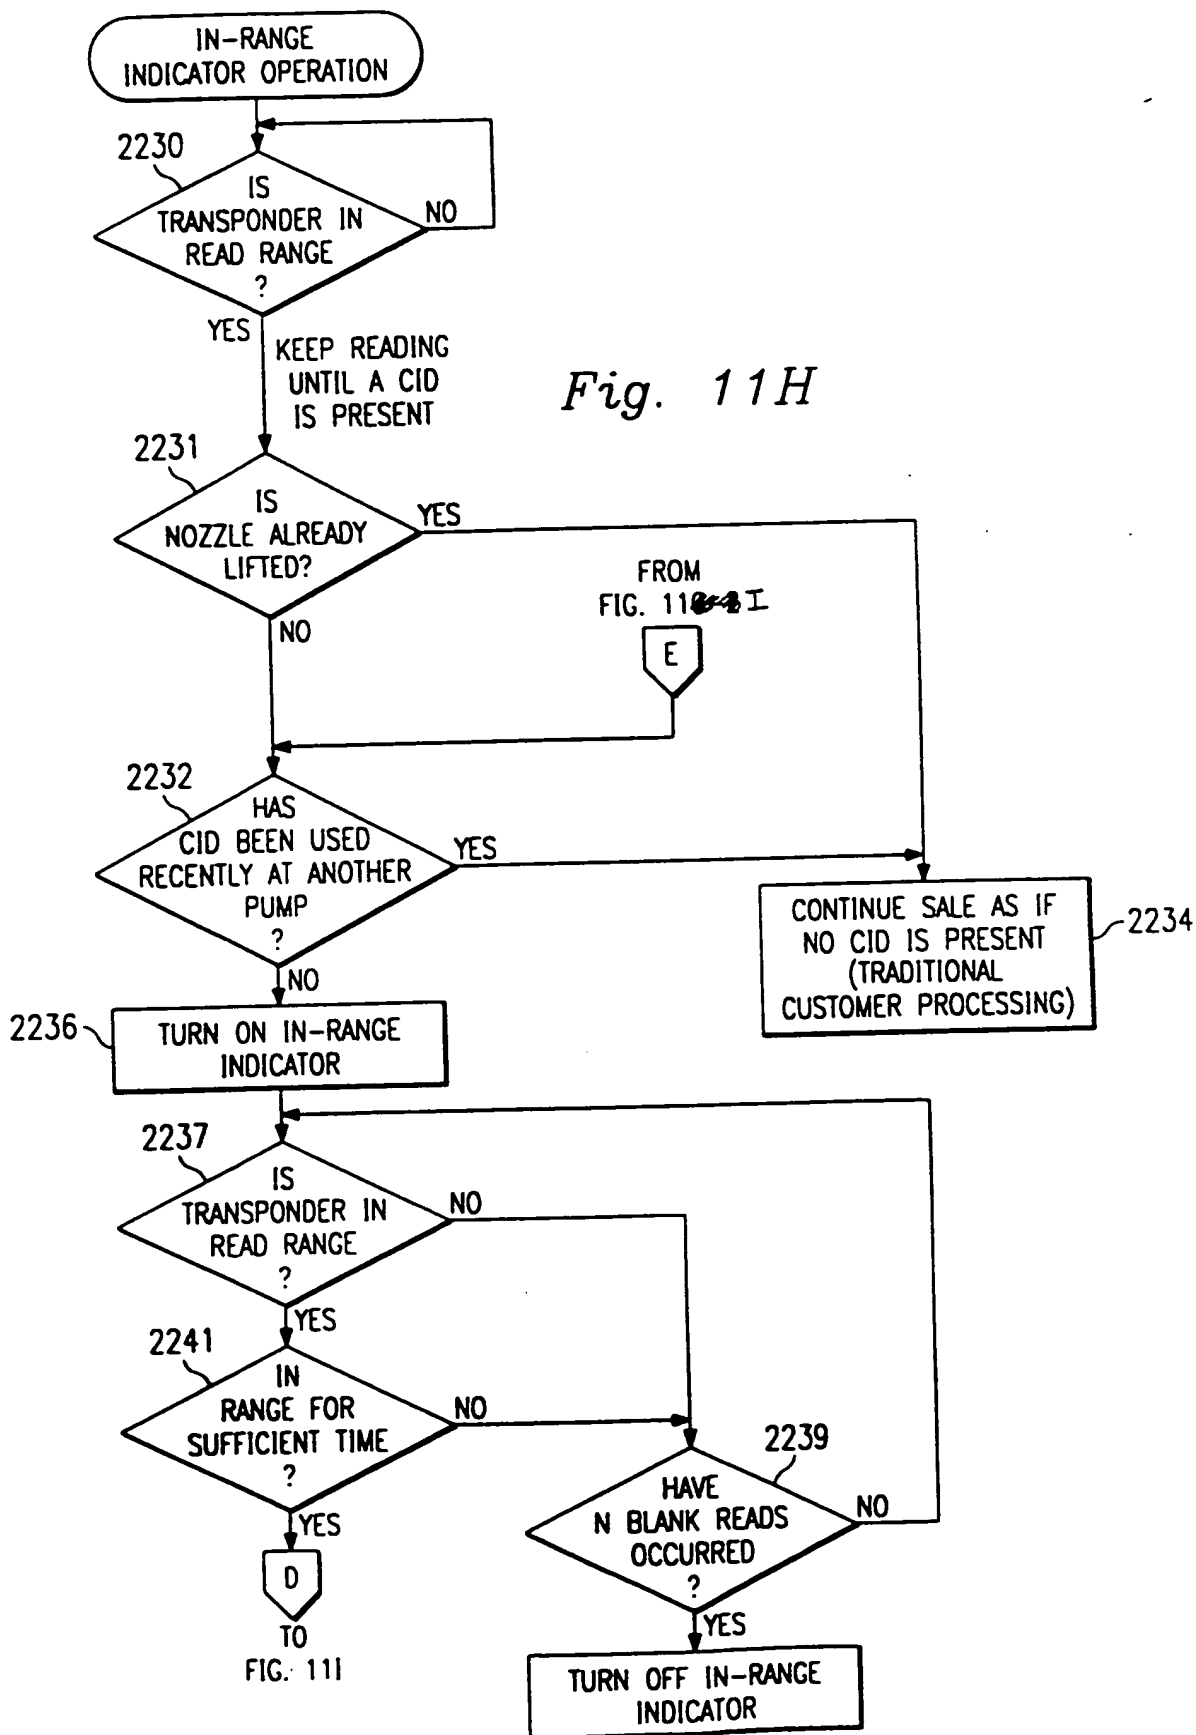 IN-RANGE
INDICATOR OPERATION
2230
IS
TRANSPONDER IN
READ RANGE
?
NO
YES
KEEP READING
UNTIL A CID
IS PRESENT
Fig. 11H
2231
IS
NOZZLE ALREADY
LIFTED?
YES
NO
FROM
FIG. 11 I
E
2232
HAS
CID BEEN USED
RECENTLY AT ANOTHER
PUMP
?
YES
NO
CONTINUE SALE AS IF
NO CID IS PRESENT
(TRADITIONAL
CUSTOMER PROCESSING)
2234
2236
TURN ON IN-RANGE
INDICATOR
2237
IS
TRANSPONDER IN
READ RANGE
?
NO
YES
2241
IN
RANGE FOR
SUFFICIENT TIME
?
NO
YES
2239
HAVE
N BLANK READS
OCCURRED
?
NO
YES
D
TO
FIG. 11I
TURN OFF IN-RANGE
INDICATOR